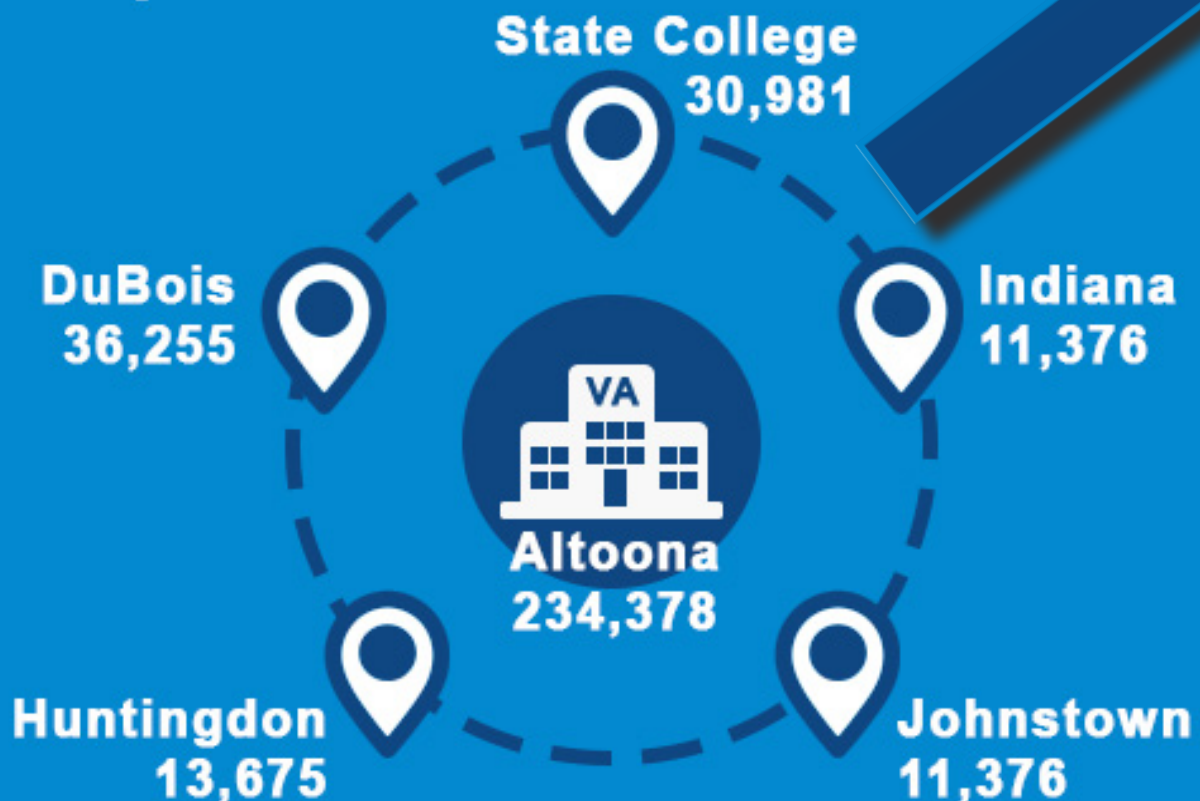 State College
30,981
DuBois
36,255
Indiana
11,376
VA
Altoona
234,378
Huntingdon
13,675
Johnstown
11,376